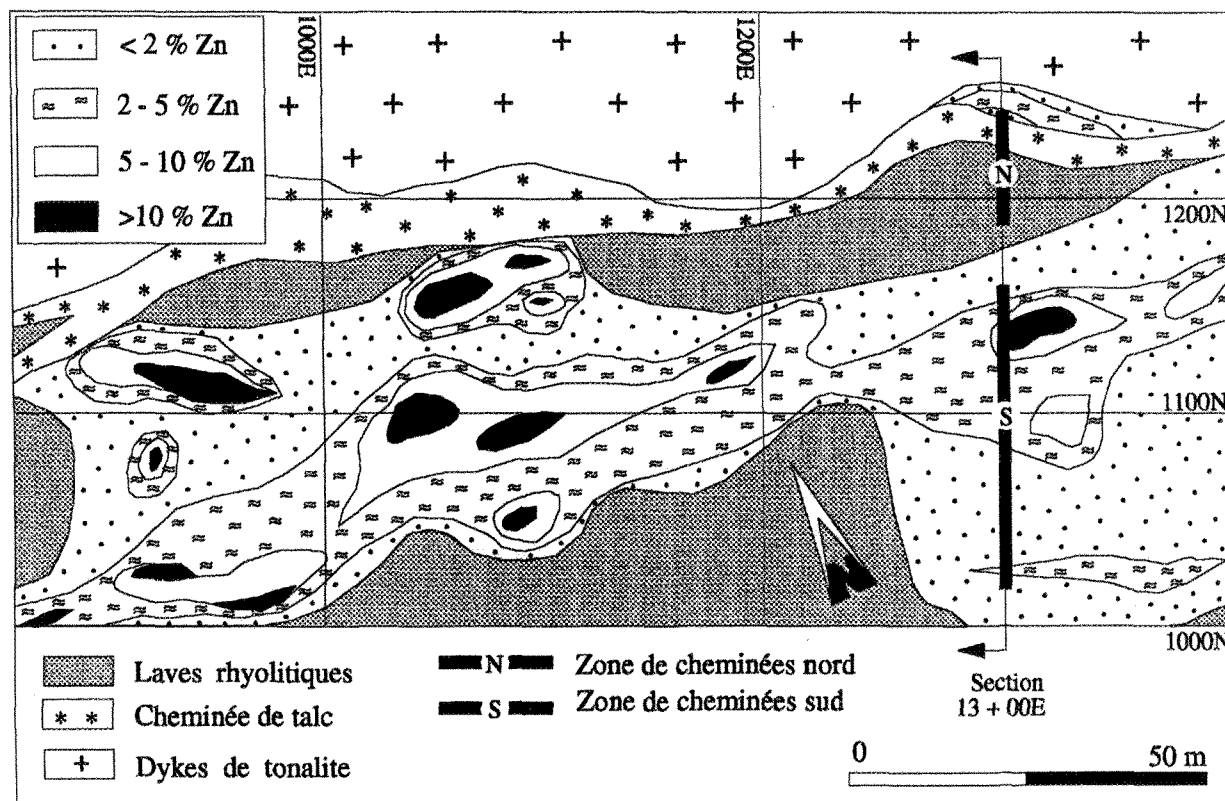 < 2 % Zn
2 - 5 % Zn
5 - 10 % Zn
>10 % Zn
1000E
1200E
N
1200N
1100N
S
N
1000N
Laves rhyolitiques
Cheminée de talc
Dykes de tonalite
N Zone de cheminées nord
S Zone de cheminées sud
Section
13 + 00E
0 50 m